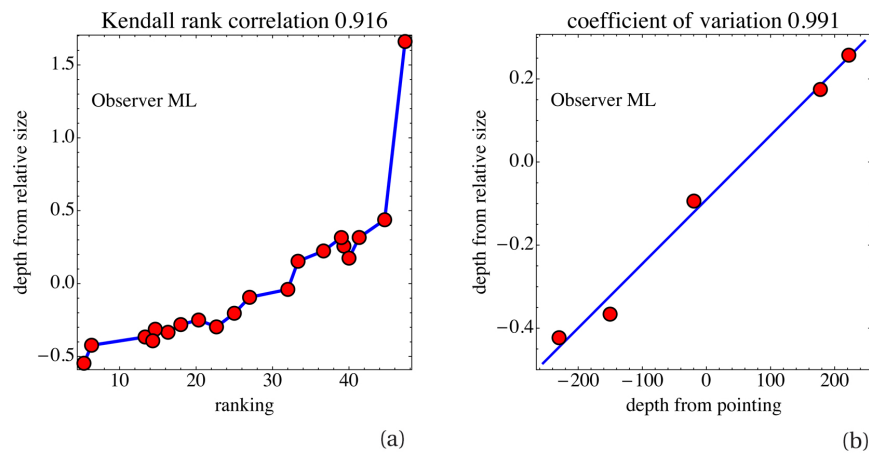 Kendall rank correlation 0.916
1.5
1.0
0.5
0.0
−0.5
depth from relative size
Observer ML
10
20
30
40
ranking
(a)
coefficient of variation 0.991
0.2
0.0
−0.2
−0.4
depth from relative size
Observer ML
−200
−100
0
100
200
depth from pointing
(b)